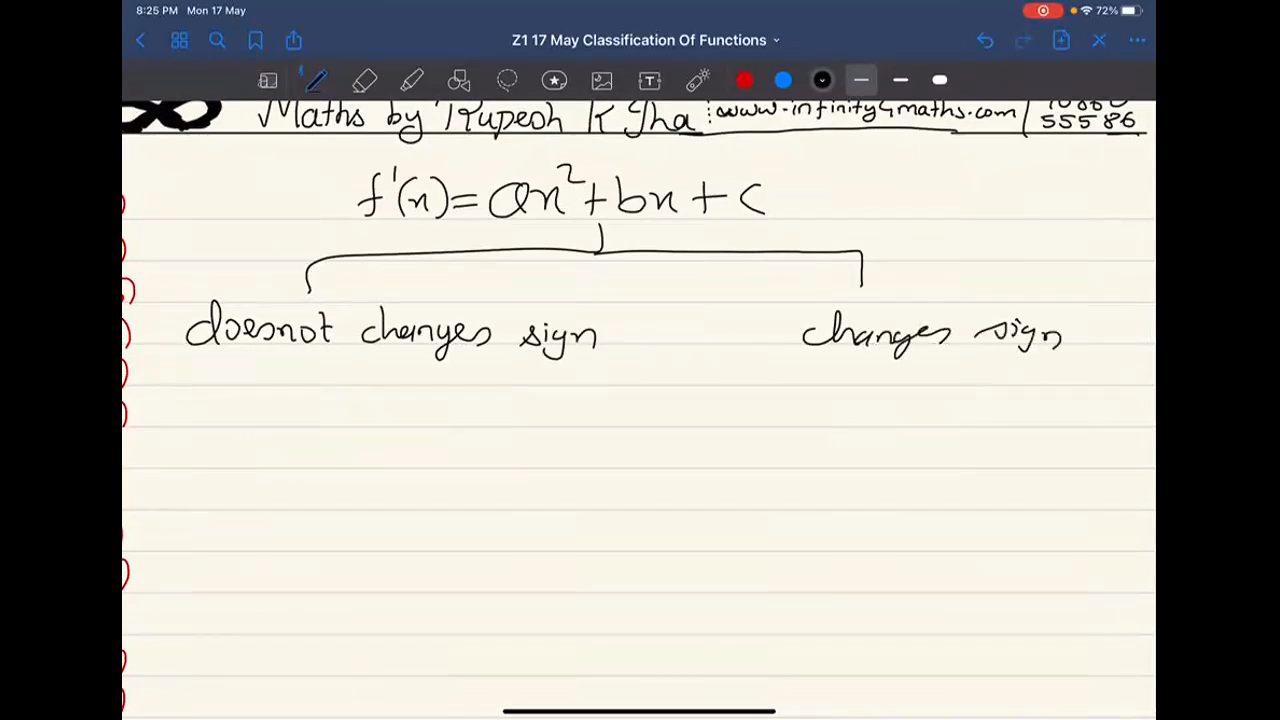 8:25 PM Mon 17 May 72%
Z1 17 May Classification Of Functions
Maths by Rupesh K Jha www.infinity4maths.com
55586
f'(x)=ax²+bx+c
doesnot changes sign changes sign